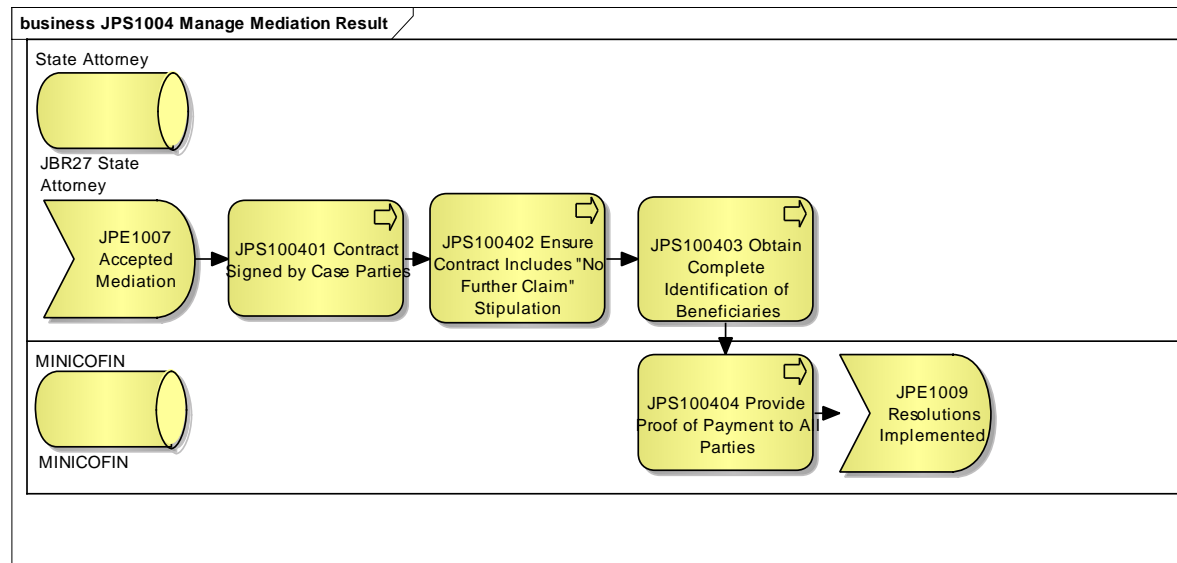 business JPS1004 Manage Mediation Result
State Attorney
JBR27 State
Attorney
JPE1007
Accepted
Mediation
JPS100401 Contract
Signed by Case Parties
JPS100402 Ensure
Contract Includes "No
Further Claim"
Stipulation
JPS100403 Obtain
Complete
Identification of
Beneficiaries
MINICOFIN
MINICOFIN
JPS100404 Provide
Proof of Payment to All
Parties
JPE1009
Resolutions
Implemented